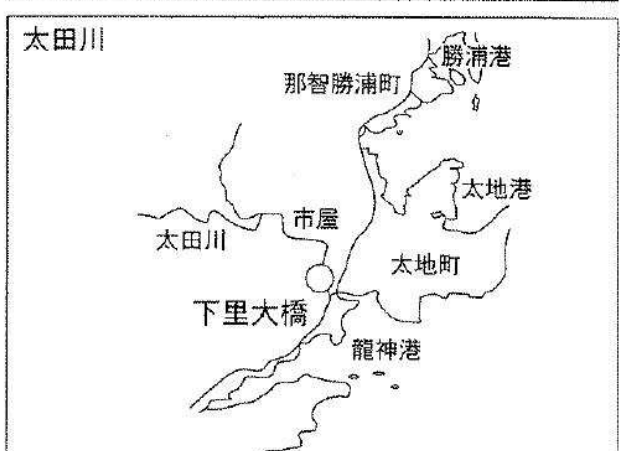 太田川
勝浦港
那智勝浦町
太地港
市屋
太田川
太地町
下里大橋
龍神港